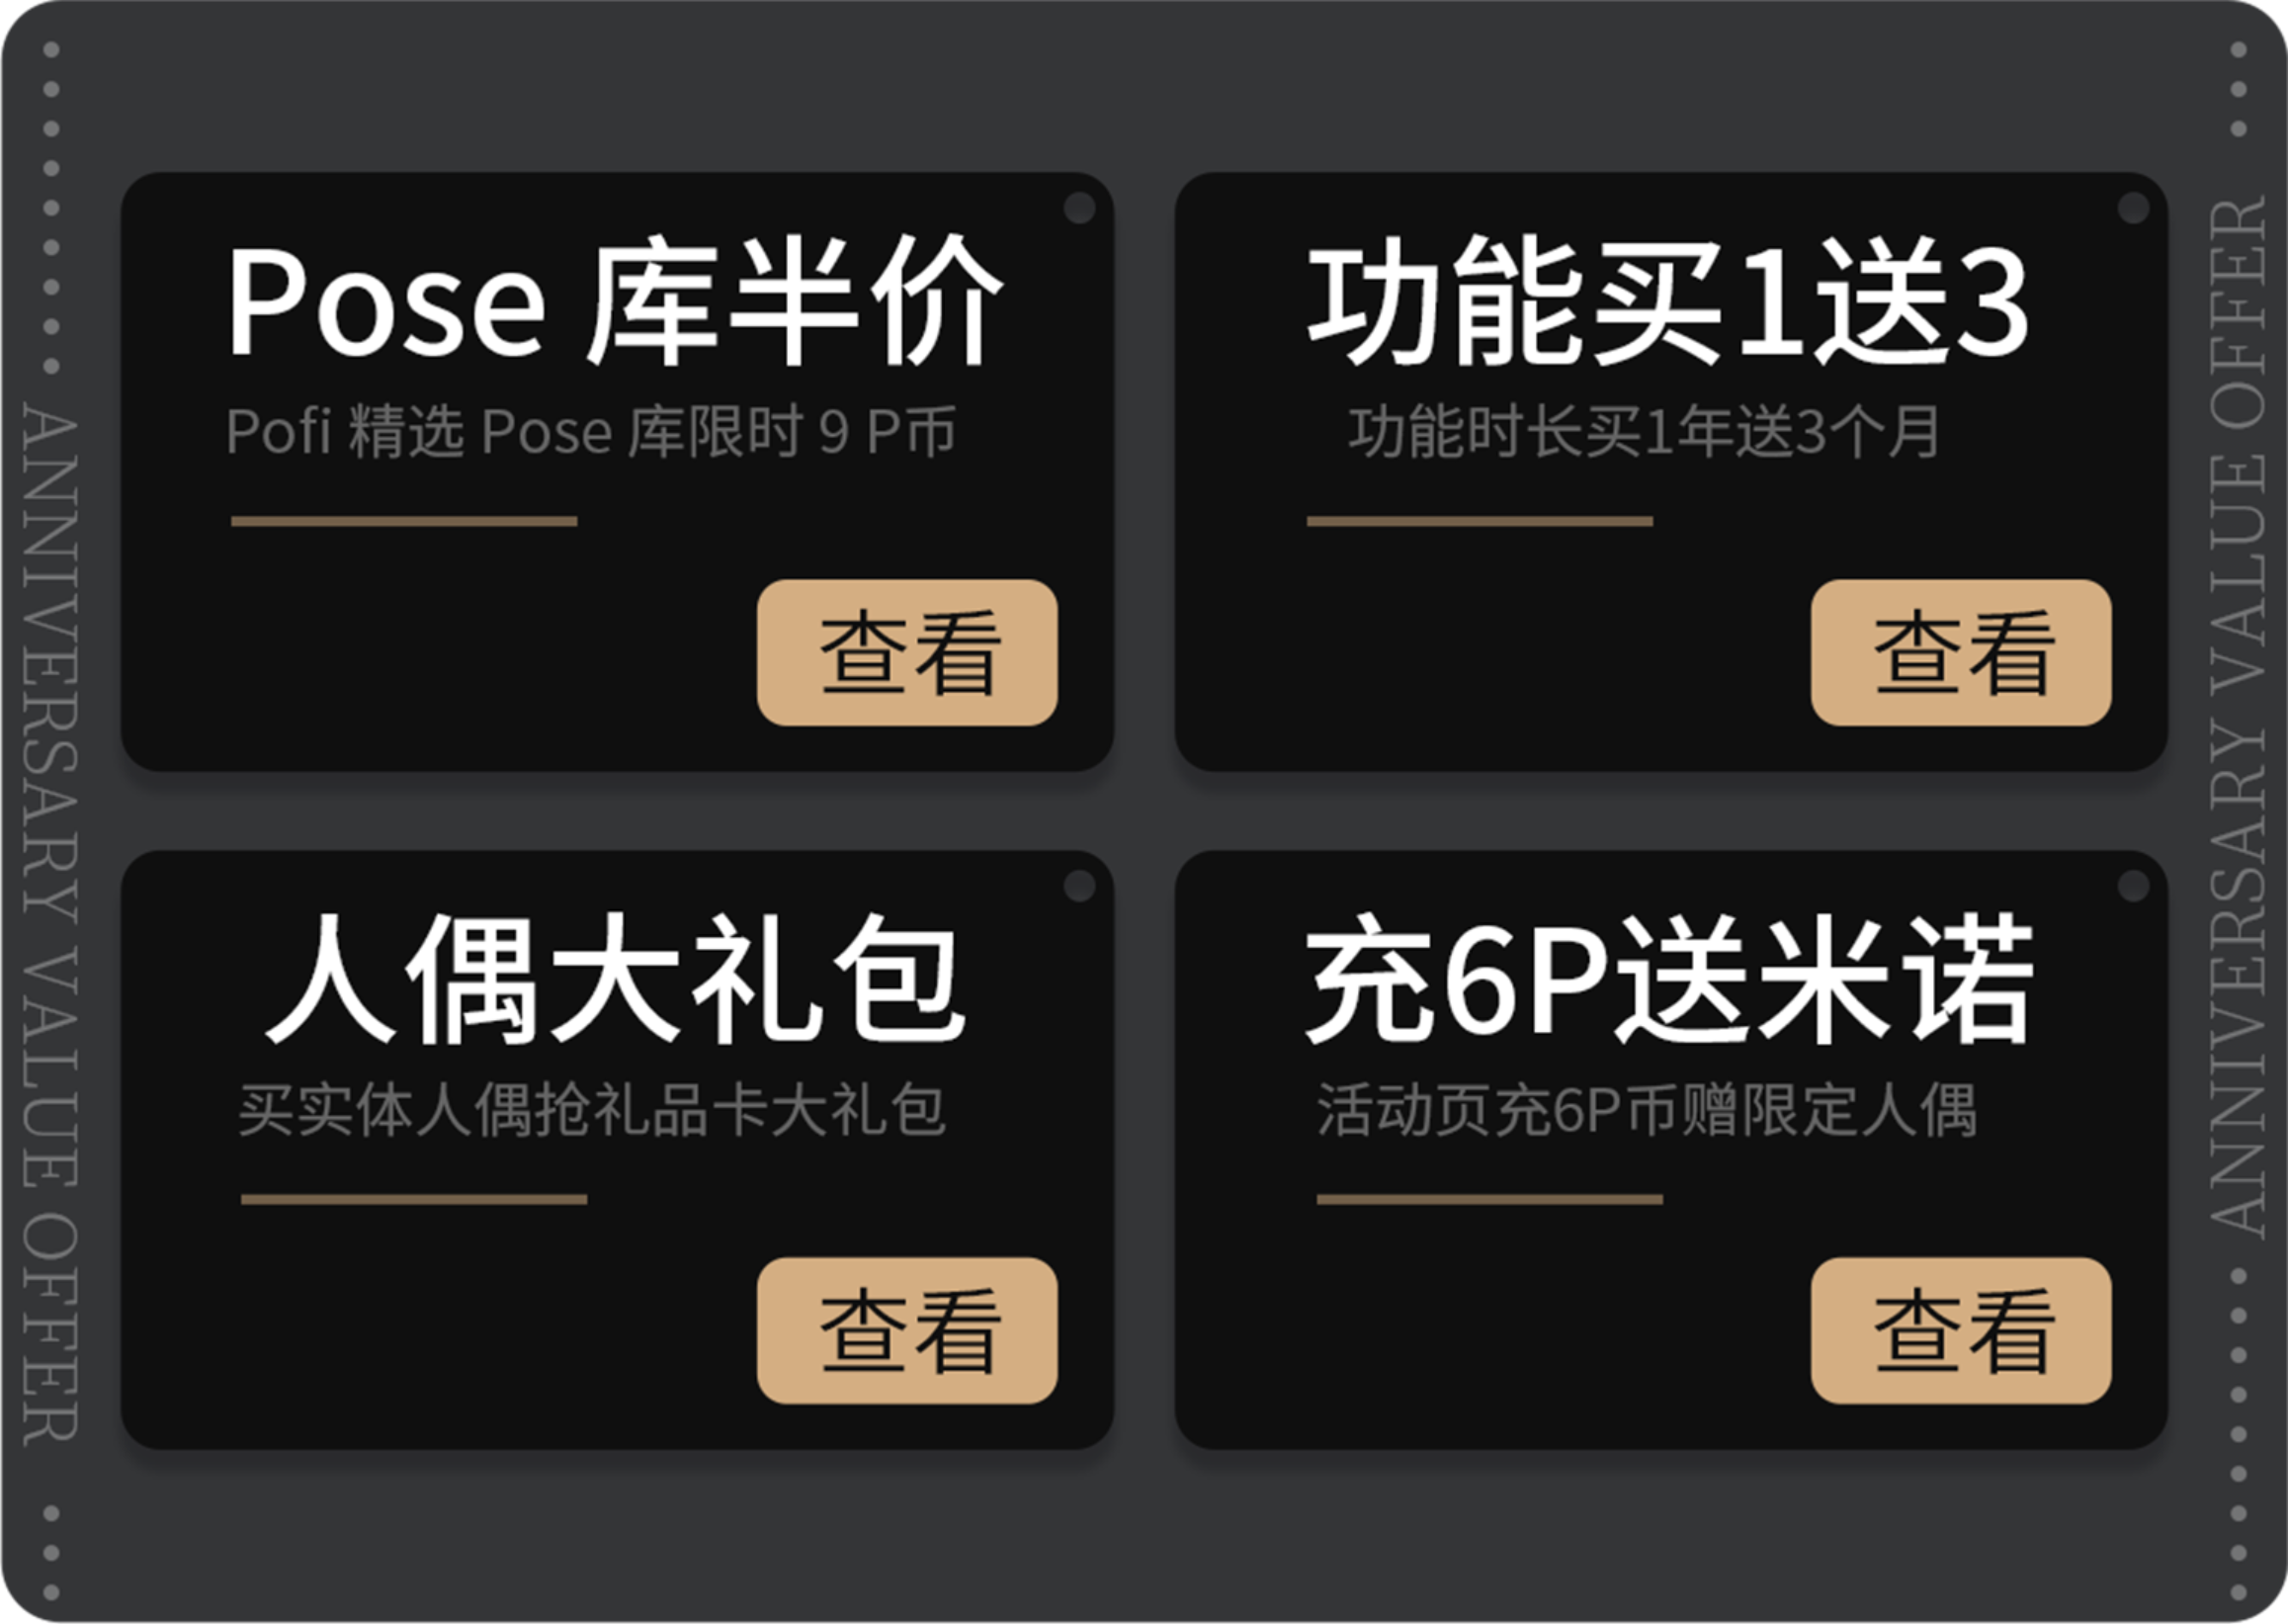 ANNIVERSARY VALUE OFFER
Pose 库半价
Pofi 精选 Pose 库限时 9 P币
查看
功能买1送3
功能时长买1年送3个月
查看
人偶大礼包
买实体人偶抢礼品卡大礼包
查看
充6P送米诺
活动页充6P币赠限定人偶
查看
ANNIVERSARY VALUE OFFER